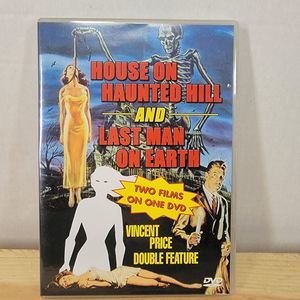 HOUSE ON
HAUNTED HILL
AND
LAST MAN
ON EARTH
TWO FILMS
ON ONE DVD
VINCENT
PRICE
DOUBLE FEATURE
DVD